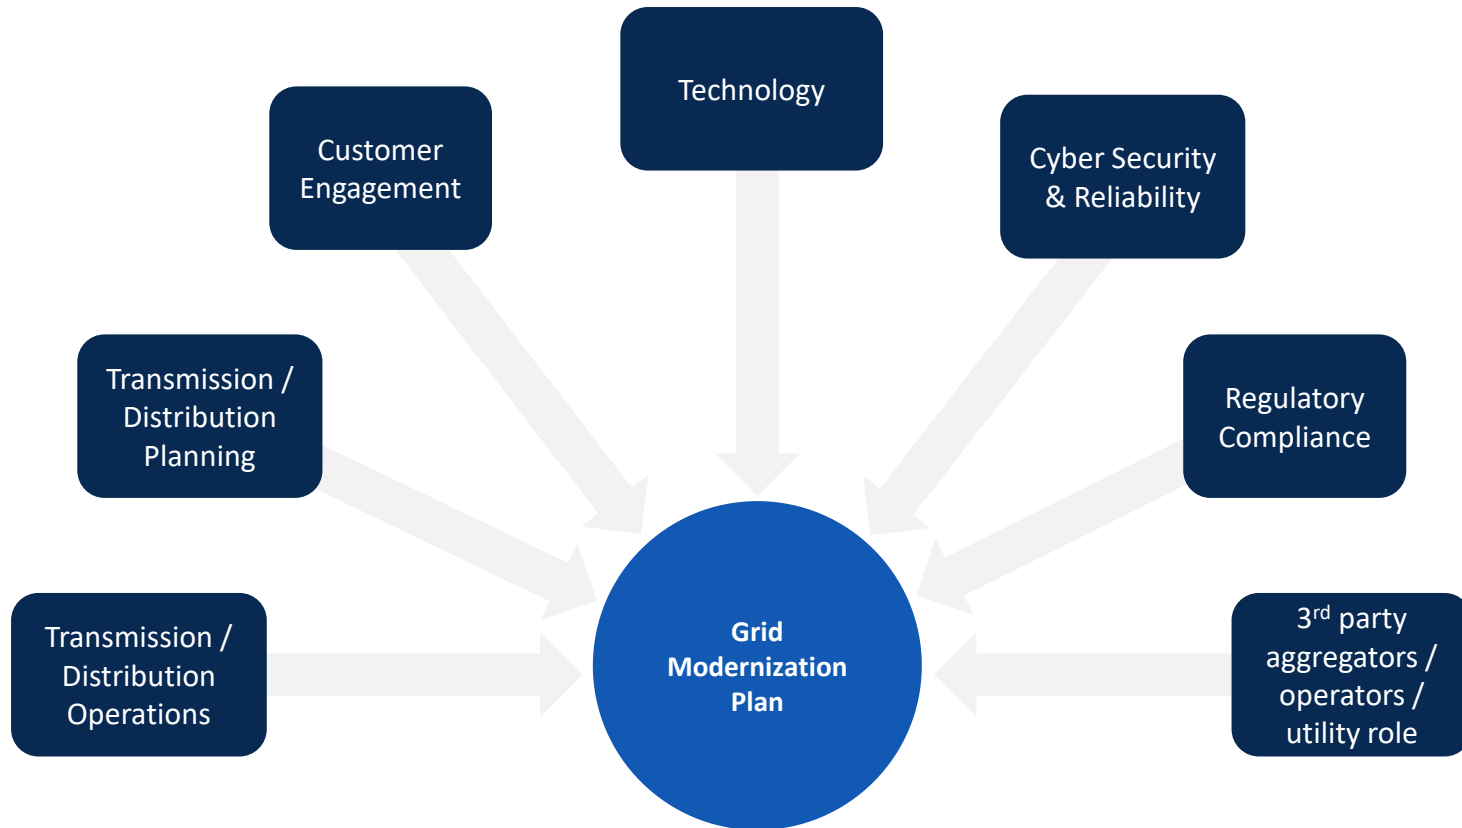 Technology
Customer
Engagement
Cyber Security
& Reliability
Transmission /
Distribution
Planning
Regulatory
Compliance
Transmission /
Distribution
Operations
Grid
Modernization
Plan
3rd party
aggregators /
operators /
utility role